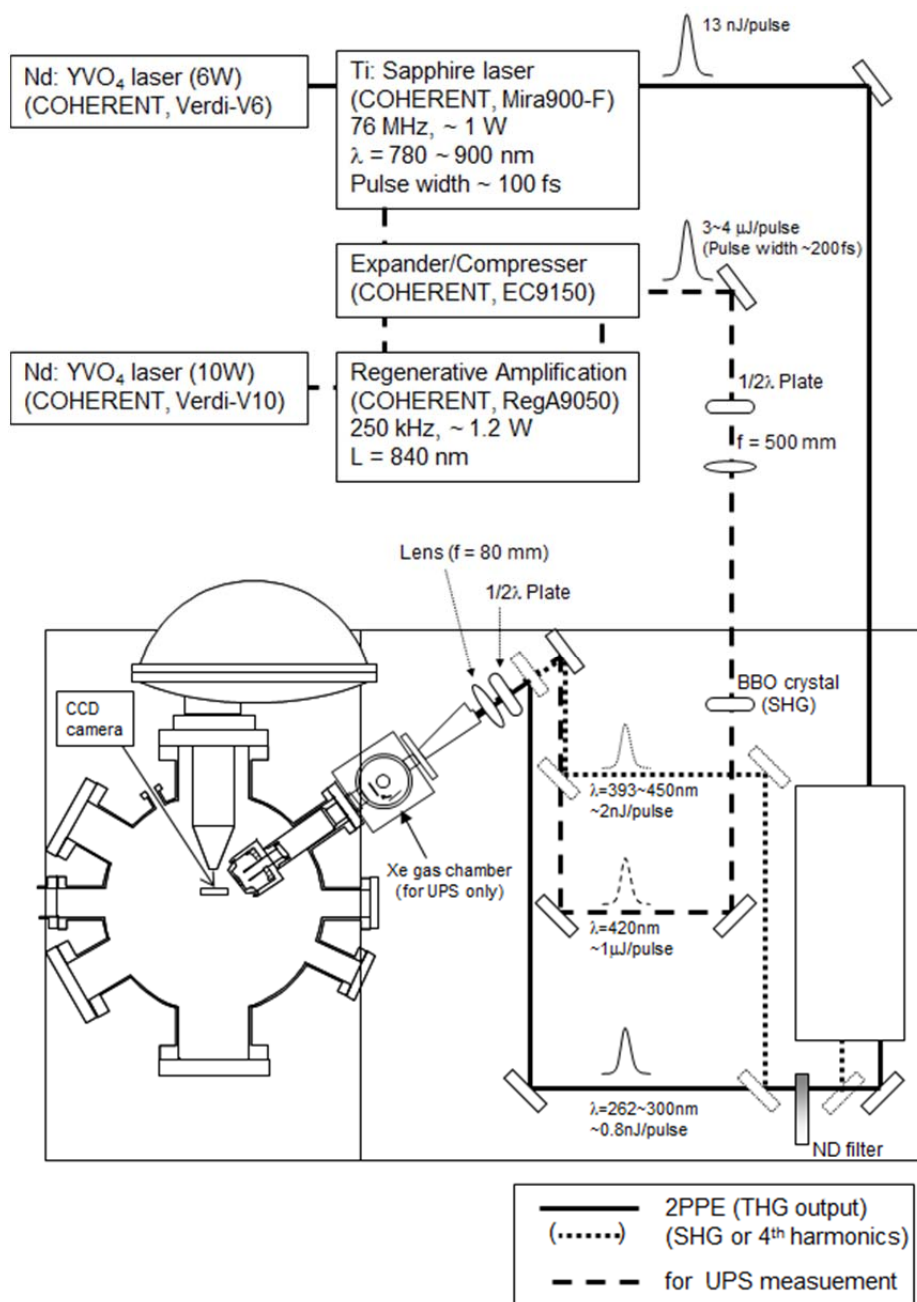 13 nJ/pulse
Nd: YVO₄ laser (6W)
(COHERENT, Verdi-V6)
Ti: Sapphire laser
(COHERENT, Mira900-F)
76 MHz, ~ 1 W
λ = 780 ~ 900 nm
Pulse width ~ 100 fs
3~4 μJ/pulse
(Pulse width ~200fs)
Expander/Compresser
(COHERENT, EC9150)
Nd: YVO₄ laser (10W)
(COHERENT, Verdi-V10)
Regenerative Amplification
(COHERENT, RegA9050)
250 kHz, ~ 1.2 W
L = 840 nm
1/2λ Plate
f = 500 mm
Lens (f = 80 mm)
1/2λ Plate
BBO crystal
(SHG)
CCD
camera
λ=393~450nm
~2nJ/pulse
Xe gas chamber
(for UPS only)
λ=420nm
~1μJ/pulse
λ=262~300nm
~0.8nJ/pulse
ND filter
2PPE (THG output)
( ) (SHG or 4th harmonics)
for UPS measuement